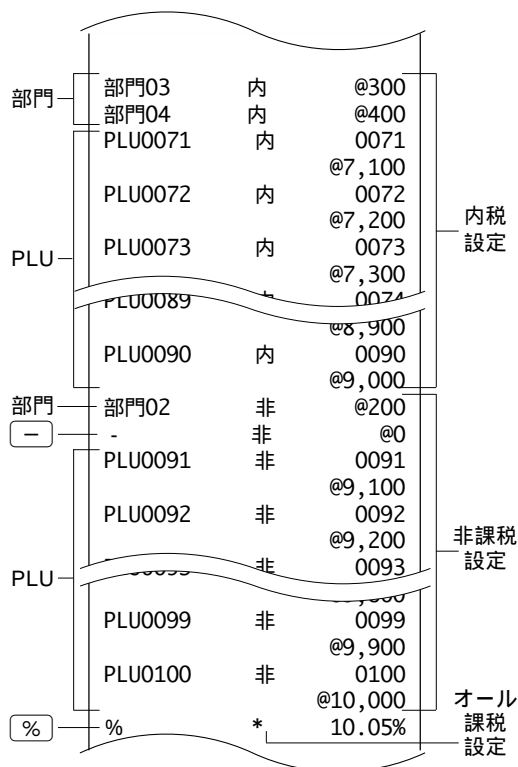 部門 部門03 内 @300
部門04 内 @400
PLU0071 内 0071
@7,100
PLU0072 内 0072
@7,200
内税
設定
PLU PLU0073 内 0073
@7,300
PLU0089 0074
@8,900
PLU0090 内 0090
@9,000
部門 部門02 非 @200
− - 非 @0
PLU0091 非 0091
@9,100
PLU0092 非 0092
@9,200
非課税
設定
PLU 非 0093
PLU0099 非 0099
@9,900
PLU0100 非 0100
@10,000
オール
課税
設定
% % * 10.05%